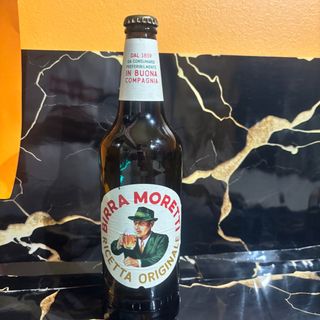 DAL 1859
DA CONSUMARSI
PREFERIBILMENTE
IN BUONA
COMPAGNIA
BIRRA MORETTI
RICETTA ORIGINALE